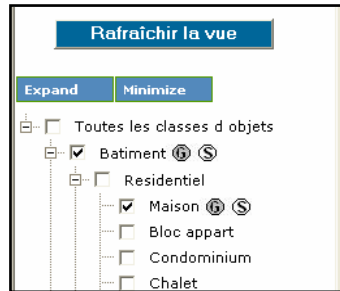 Rafraîchir la vue
Expand Minimize
Toutes les classes d objets
Batiment G S
Residentiel
Maison G S
Bloc appart
Condominium
Chalet